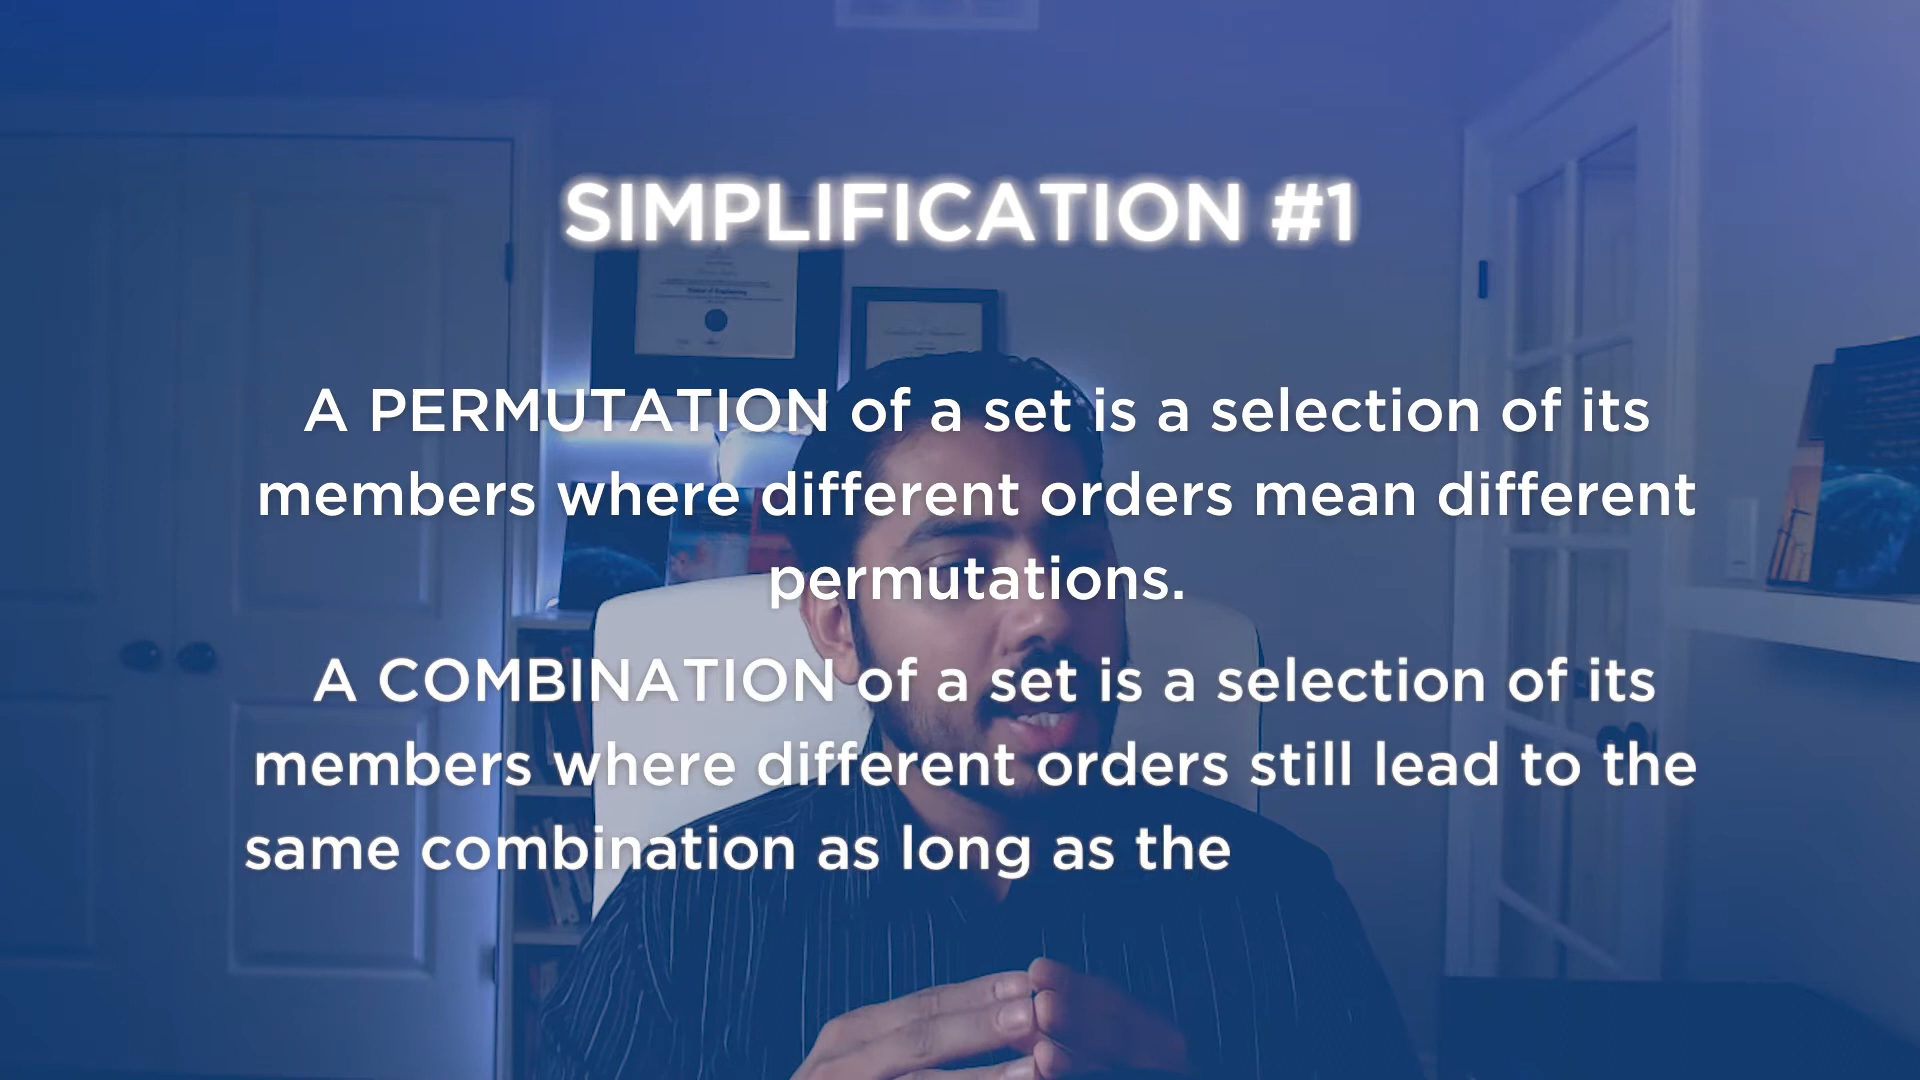 SIMPLIFICATION #1
A PERMUTATION of a set is a selection of its
members where different orders mean different
permutations.
A COMBINATION of a set is a selection of its
members where different orders still lead to the
same combination as long as the